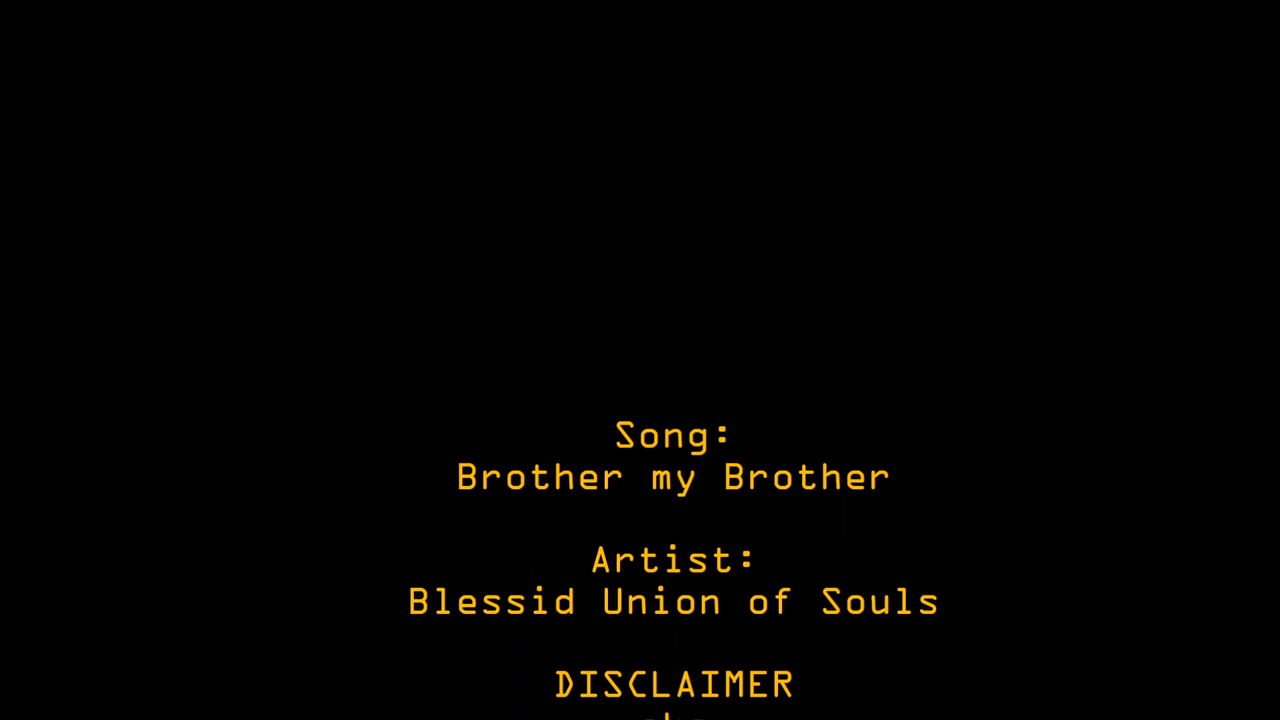 Song:
Brother my Brother
Artist:
Blessid Union of Souls
DISCLAIMER